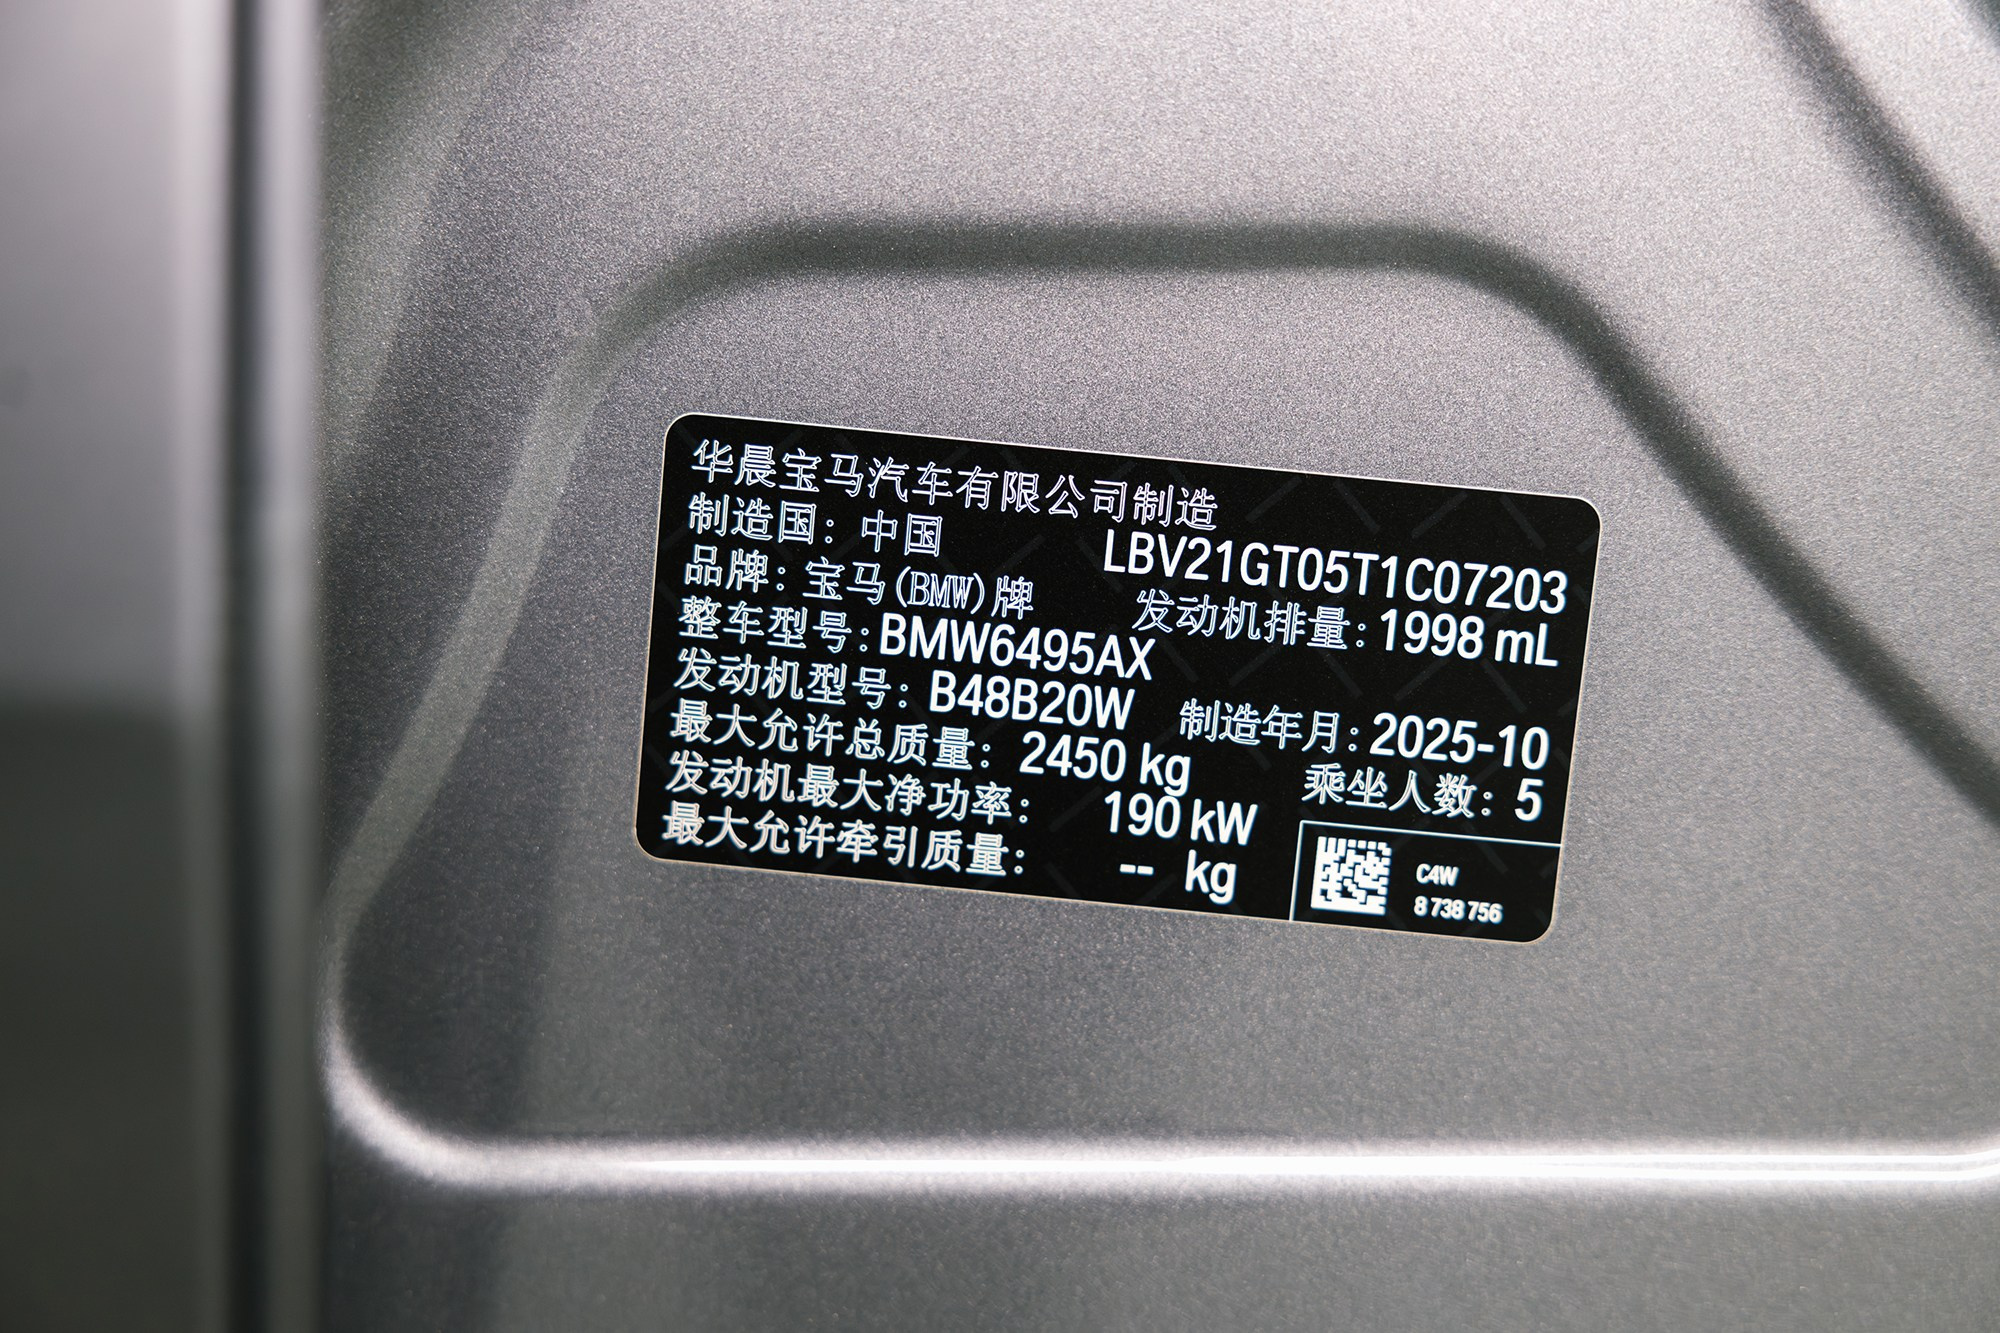 华晨宝马汽车有限公司制造
制造国：中国
LBV21GT05T1C07203
品牌：宝马(BMW)牌
发动机排量：1998 mL
整车型号：BMW6495AX
发动机型号：B48B20W
制造年月：2025-10
最大允许总质量：2450 kg
乘坐人数：5
发动机最大净功率：190 kW
最大允许牵引质量：-- kg
C4W
8 738 756